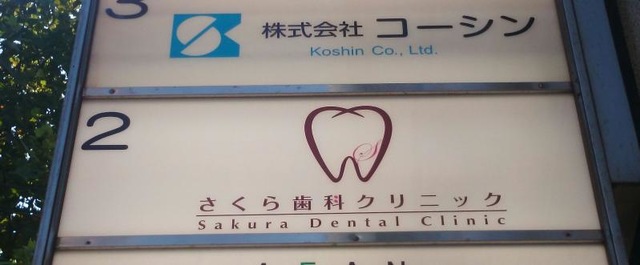 3
株式会社 コーシン
Koshin Co., Ltd.
2
S
さくら歯科クリニック
Sakura Dental Clinic